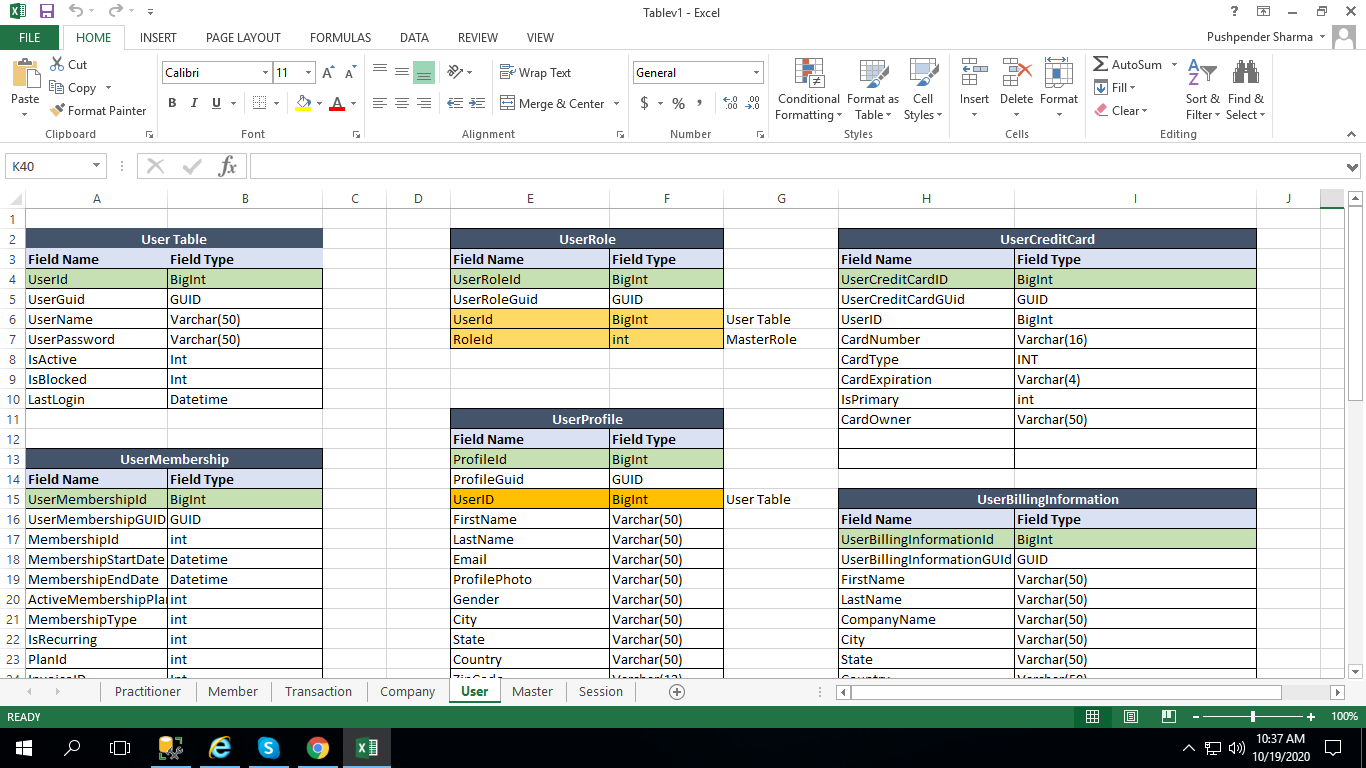 Tablev1 - Excel
FILE HOME INSERT PAGE LAYOUT FORMULAS DATA REVIEW VIEW Pushpender Sharma
Paste Cut Copy Format Painter
Calibri 11
B I U A
Wrap Text
Merge & Center
General
$ % ,
Conditional Formatting Format as Table Cell Styles
Insert Delete Format
AutoSum Fill Clear
Sort & Filter Find & Select
Clipboard Font Alignment Number Styles Cells Editing
K40 fx
A B C D E F G H I J
1
2 User Table UserRole UserCreditCard
3 Field Name Field Type Field Name Field Type Field Name Field Type
4 UserId BigInt UserRoleId BigInt UserCreditCardID BigInt
5 UserGuid GUID UserRoleGuid GUID UserCreditCardGUid GUID
6 UserName Varchar(50) UserId BigInt User Table UserID BigInt
7 UserPassword Varchar(50) RoleId int MasterRole CardNumber Varchar(16)
8 IsActive Int CardType INT
9 IsBlocked Int CardExpiration Varchar(4)
10 LastLogin Datetime IsPrimary int
11 UserProfile CardOwner Varchar(50)
12 Field Name Field Type
13 UserMembership ProfileId BigInt
14 Field Name Field Type ProfileGuid GUID
15 UserMembershipId BigInt UserID BigInt User Table UserBillingInformation
16 UserMembershipGUID GUID FirstName Varchar(50) Field Name Field Type
17 MembershipId int LastName Varchar(50) UserBillingInformationId BigInt
18 MembershipStartDate Datetime Email Varchar(50) UserBillingInformationGUId GUID
19 MembershipEndDate Datetime ProfilePhoto Varchar(50) FirstName Varchar(50)
20 ActiveMembershipPla int Gender Varchar(50) LastName Varchar(50)
21 MembershipType int City Varchar(50) CompanyName Varchar(50)
22 IsRecurring int State Varchar(50) City Varchar(50)
23 PlanId int Country Varchar(50) State Varchar(50)
Practitioner Member Transaction Company User Master Session
READY 100%
10:37 AM
10/19/2020